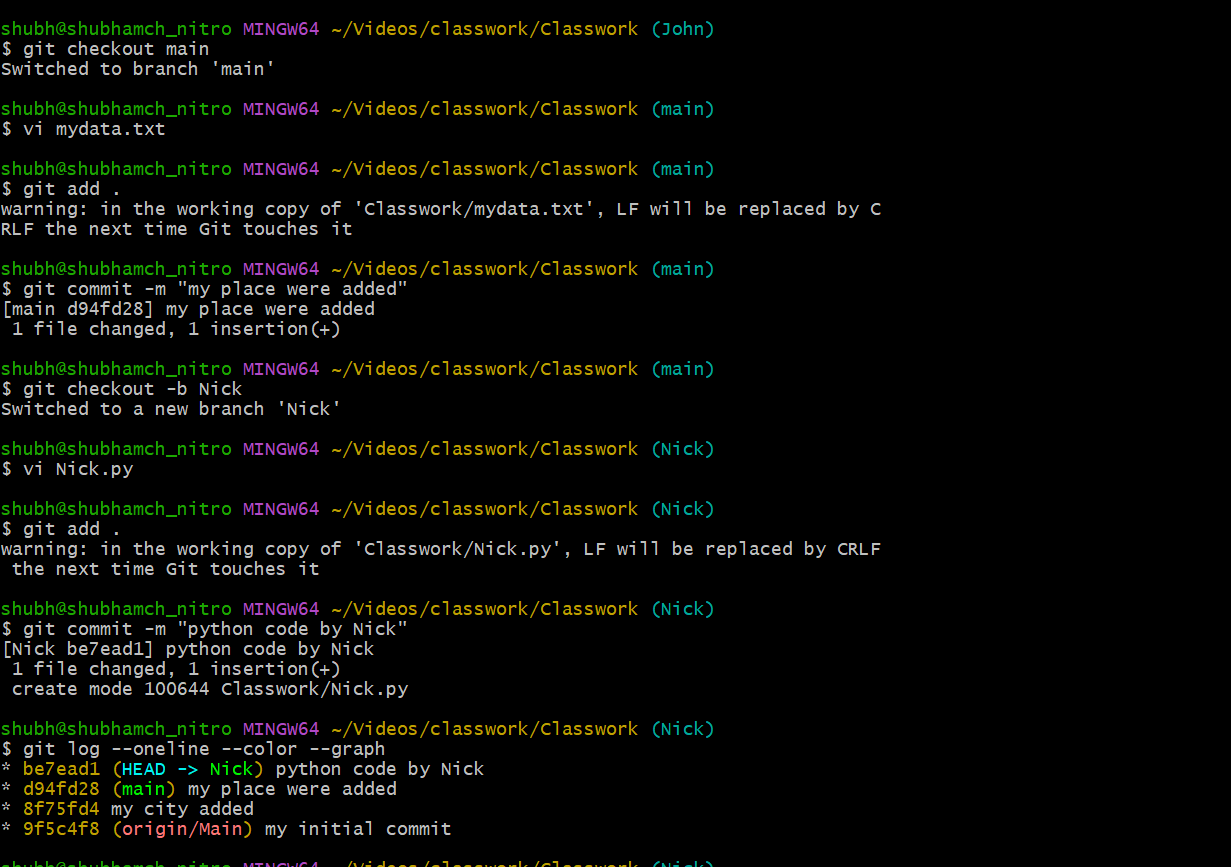 shubh@shubhamch_nitro MINGW64 ~/Videos/classwork/Classwork (John)
$ git checkout main
Switched to branch 'main'
shubh@shubhamch_nitro MINGW64 ~/Videos/classwork/Classwork (main)
$ vi mydata.txt
shubh@shubhamch_nitro MINGW64 ~/Videos/classwork/Classwork (main)
$ git add .
warning: in the working copy of 'Classwork/mydata.txt', LF will be replaced by C
RLF the next time Git touches it
shubh@shubhamch_nitro MINGW64 ~/Videos/classwork/Classwork (main)
$ git commit -m "my place were added"
[main d94fd28] my place were added
 1 file changed, 1 insertion(+)
shubh@shubhamch_nitro MINGW64 ~/Videos/classwork/Classwork (main)
$ git checkout -b Nick
Switched to a new branch 'Nick'
shubh@shubhamch_nitro MINGW64 ~/Videos/classwork/Classwork (Nick)
$ vi Nick.py
shubh@shubhamch_nitro MINGW64 ~/Videos/classwork/Classwork (Nick)
$ git add .
warning: in the working copy of 'Classwork/Nick.py', LF will be replaced by CRLF
 the next time Git touches it
shubh@shubhamch_nitro MINGW64 ~/Videos/classwork/Classwork (Nick)
$ git commit -m "python code by Nick"
[Nick be7ead1] python code by Nick
 1 file changed, 1 insertion(+)
 create mode 100644 Classwork/Nick.py
shubh@shubhamch_nitro MINGW64 ~/Videos/classwork/Classwork (Nick)
$ git log --oneline --color --graph
* be7ead1 (HEAD -> Nick) python code by Nick
* d94fd28 (main) my place were added
* 8f75fd4 my city added
* 9f5c4f8 (origin/Main) my initial commit
shubh@shubhamch_nitro MINGW64 ~/Videos/classwork/Classwork (Nick)